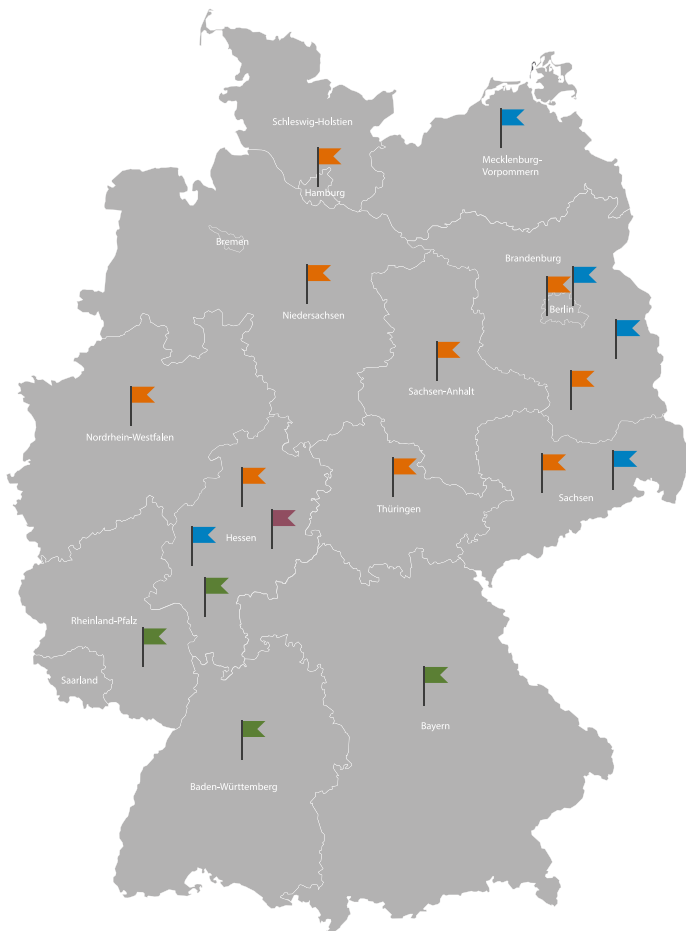 Schleswig-Holstien
Mecklenburg-
Vorpommern
Hamburg
Bremen
Brandenburg
Berlin
Niedersachsen
Sachsen-Anhalt
Nordrhein-Westfalen
Sachsen
Thüringen
Hessen
Rheinland-Pfalz
Saarland
Bayern
Baden-Württemberg